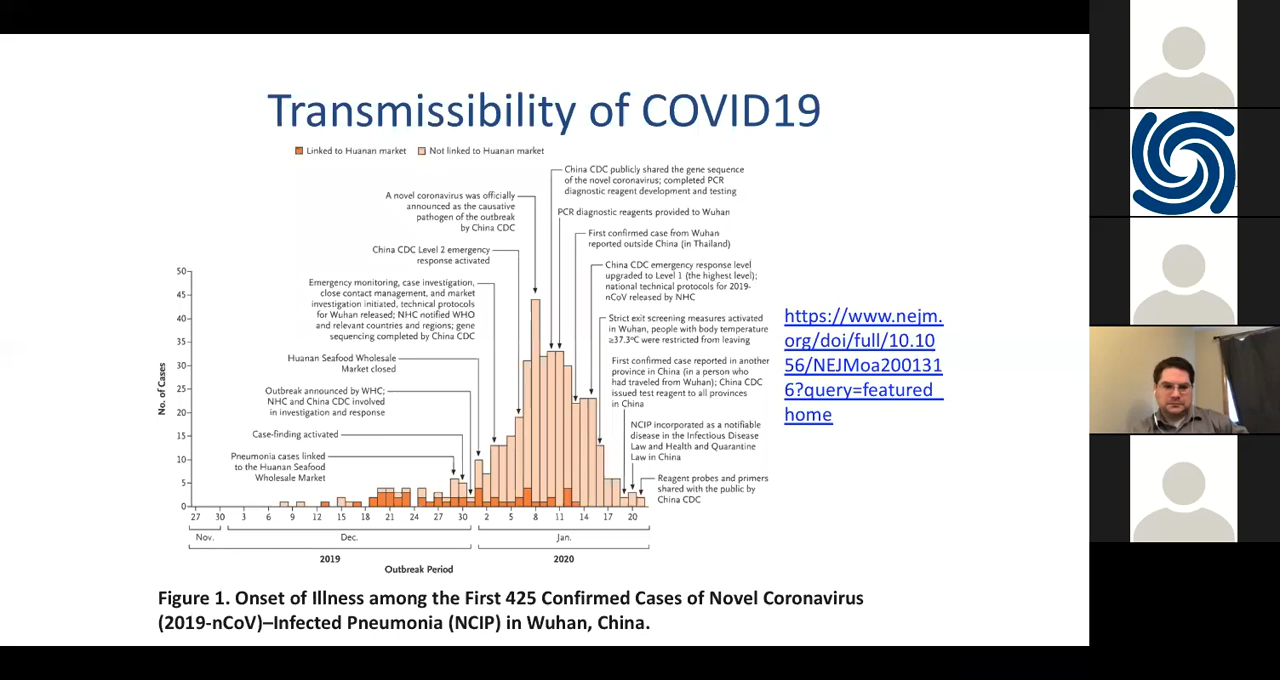 Transmissibility of COVID19
Linked to Huanan market
Not linked to Huanan market
China CDC publicly shared the gene sequence
of the novel coronavirus; completed PCR
diagnostic reagent development and testing
A novel coronavirus was officially
announced as the causative
pathogen of the outbreak
by China CDC
PCR diagnostic reagents provided to Wuhan
First confirmed case from Wuhan
reported outside China (in Thailand)
China CDC Level 2 emergency
response activated
China CDC emergency response level
upgraded to Level 1 (the highest level);
national technical protocols for 2019-
nCoV released by NHC
Emergency monitoring, case investigation,
close contact management, and market
investigation initiated, technical protocols
for Wuhan released; NHC notified WHO
and relevant countries and regions; gene
sequencing completed by China CDC
Strict exit screening measures activated
in Wuhan, people with body temperature
≥37.3°C were restricted from leaving
Huanan Seafood Wholesale
Market closed
First confirmed case reported in another
province in China (in a person who
had traveled from Wuhan); China CDC
issued test reagent to all provinces
in China
Outbreak announced by WHC;
NHC and China CDC involved
in investigation and response
NCIP incorporated as a notifiable
disease in the Infectious Disease
Law and Health and Quarantine
Law in China
Case-finding activated
Pneumonia cases linked
to the Huanan Seafood
Wholesale Market
Reagent probes and primers
shared with the public by
China CDC
No. of Cases
50
45
40
35
30
25
20
15
10
5
0
27 30 3 6 9 12 15 18 21 24 27 30 2 5 8 11 14 17 20
Nov. Dec. Jan.
2019 2020
Outbreak Period
https://www.nejm.
org/doi/full/10.10
56/NEJMoa200131
6?query=featured_
home
Figure 1. Onset of Illness among the First 425 Confirmed Cases of Novel Coronavirus
(2019-nCoV)–Infected Pneumonia (NCIP) in Wuhan, China.